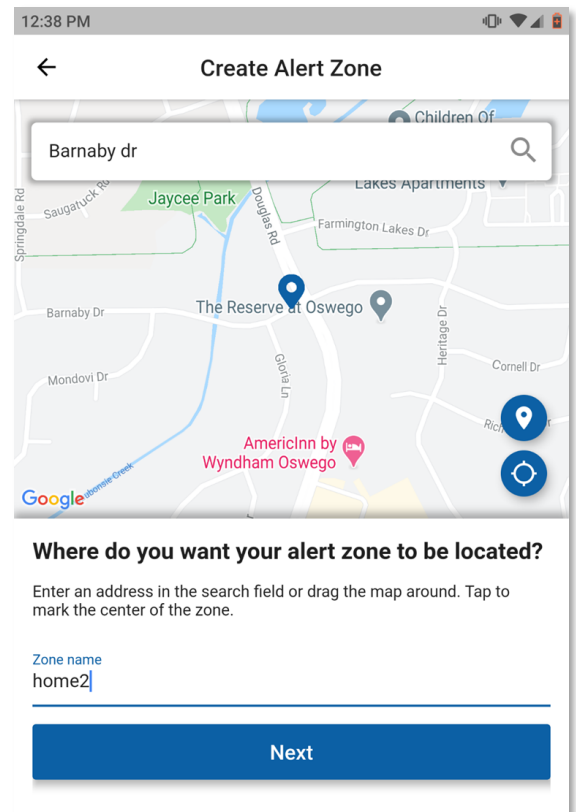 12:38 PM
Create Alert Zone
Children Of
Barnaby dr
Lakes Apartments
Springdale Rd
Saugatuck Rd
Jaycee Park
Douglas Rd
Farmington Lakes Dr
Barnaby Dr
The Reserve at Oswego
Heritage Dr
Mondovi Dr
Gloria Ln
Cornell Dr
AmericInn by
Wyndham Oswego
Google
Creek
Where do you want your alert zone to be located?
Enter an address in the search field or drag the map around. Tap to
mark the center of the zone.
Zone name
home2
Next